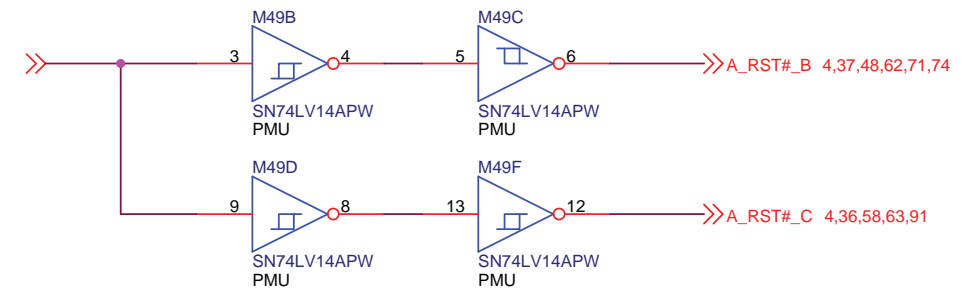 M49B
M49C
3
4
5
6
A_RST#_B 4,37,48,62,71,74
SN74LV14APW
SN74LV14APW
PMU
PMU
M49D
M49F
9
8
13
12
A_RST#_C 4,36,58,63,91
SN74LV14APW
SN74LV14APW
PMU
PMU